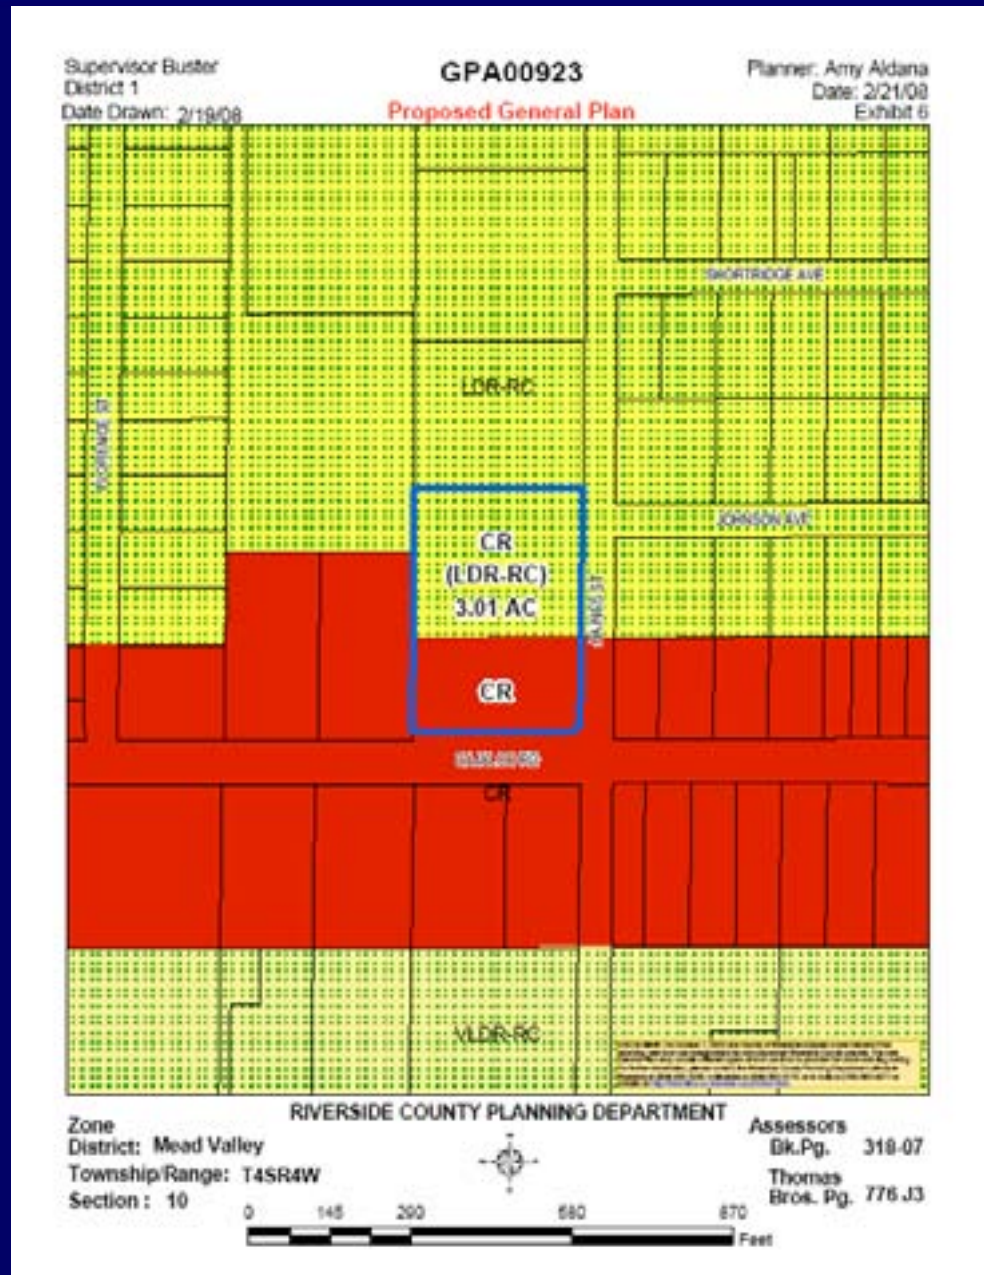 Supervisor Buster
District 1
Date Drawn: 2/19/08
GPA00923
Proposed General Plan
Planner: Amy Aldana
Date: 2/21/08
Exhibit 6
SHORTRIDGE AVE
LDR-RC
FLORENCE ST
JOHNSON AVE
CR
(LDR-RC)
3.01 AC
ST
CR
CR
VLDR-RC
RIVERSIDE COUNTY PLANNING DEPARTMENT
Zone
District: Mead Valley
Township/Range: T4SR4W
Section : 10
Assessors
Bk.Pg. 318-07
Thomas
Bros. Pg. 776 J3
0 145 290 580 870
Feet